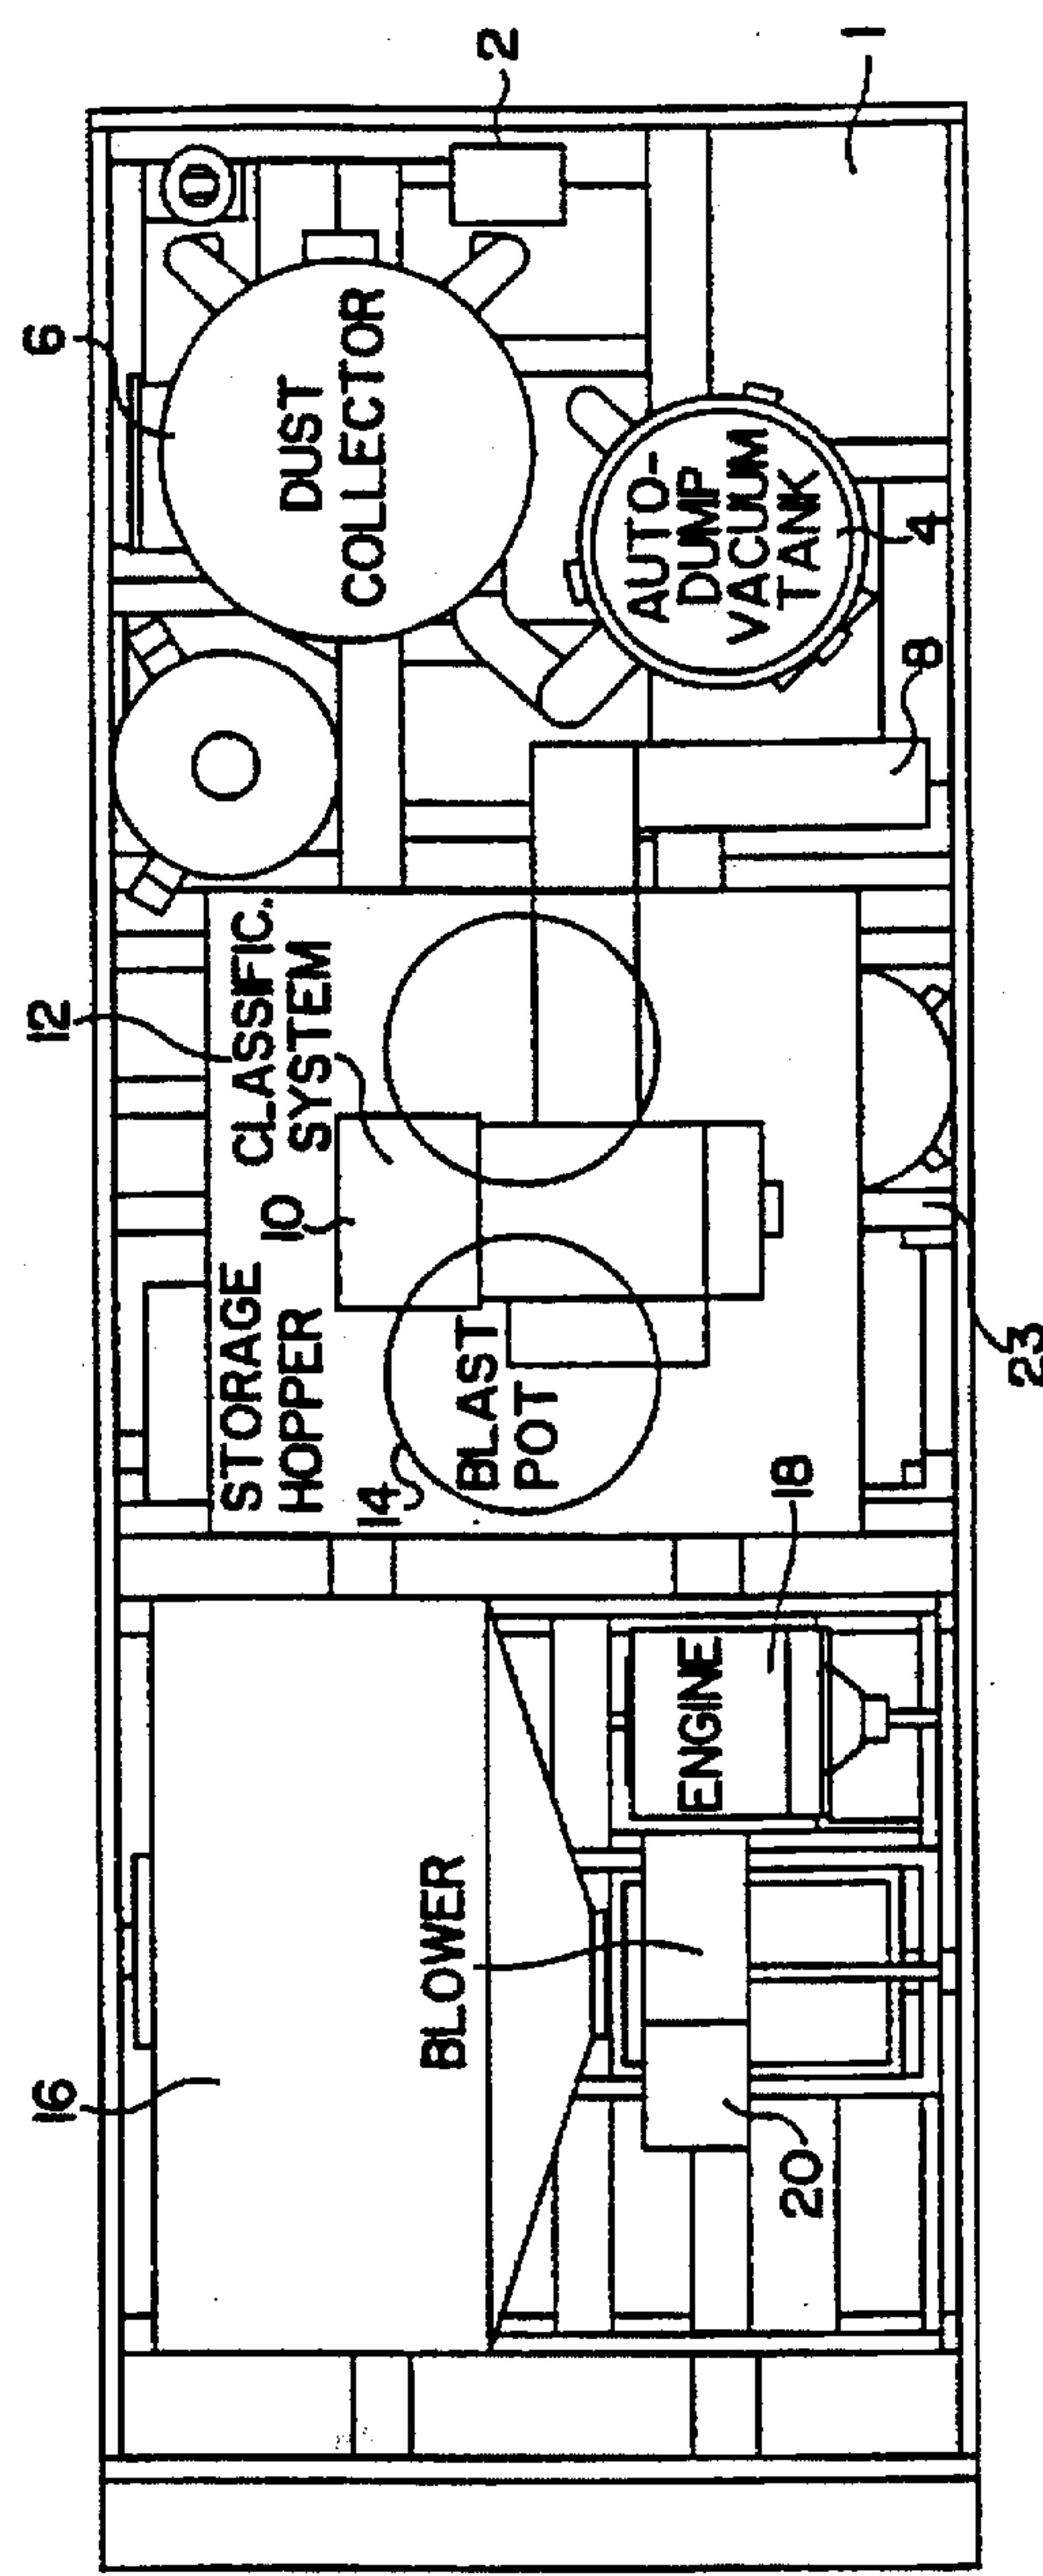 16
12
6
STORAGE
HOPPER
10
CLASSIFIC.
SYSTEM
DUST
COLLECTOR
2
14
BLAST
POT
BLOWER
ENGINE
18
20
AUTO-
DUMP
VACUUM
TANK
4
8
1
23